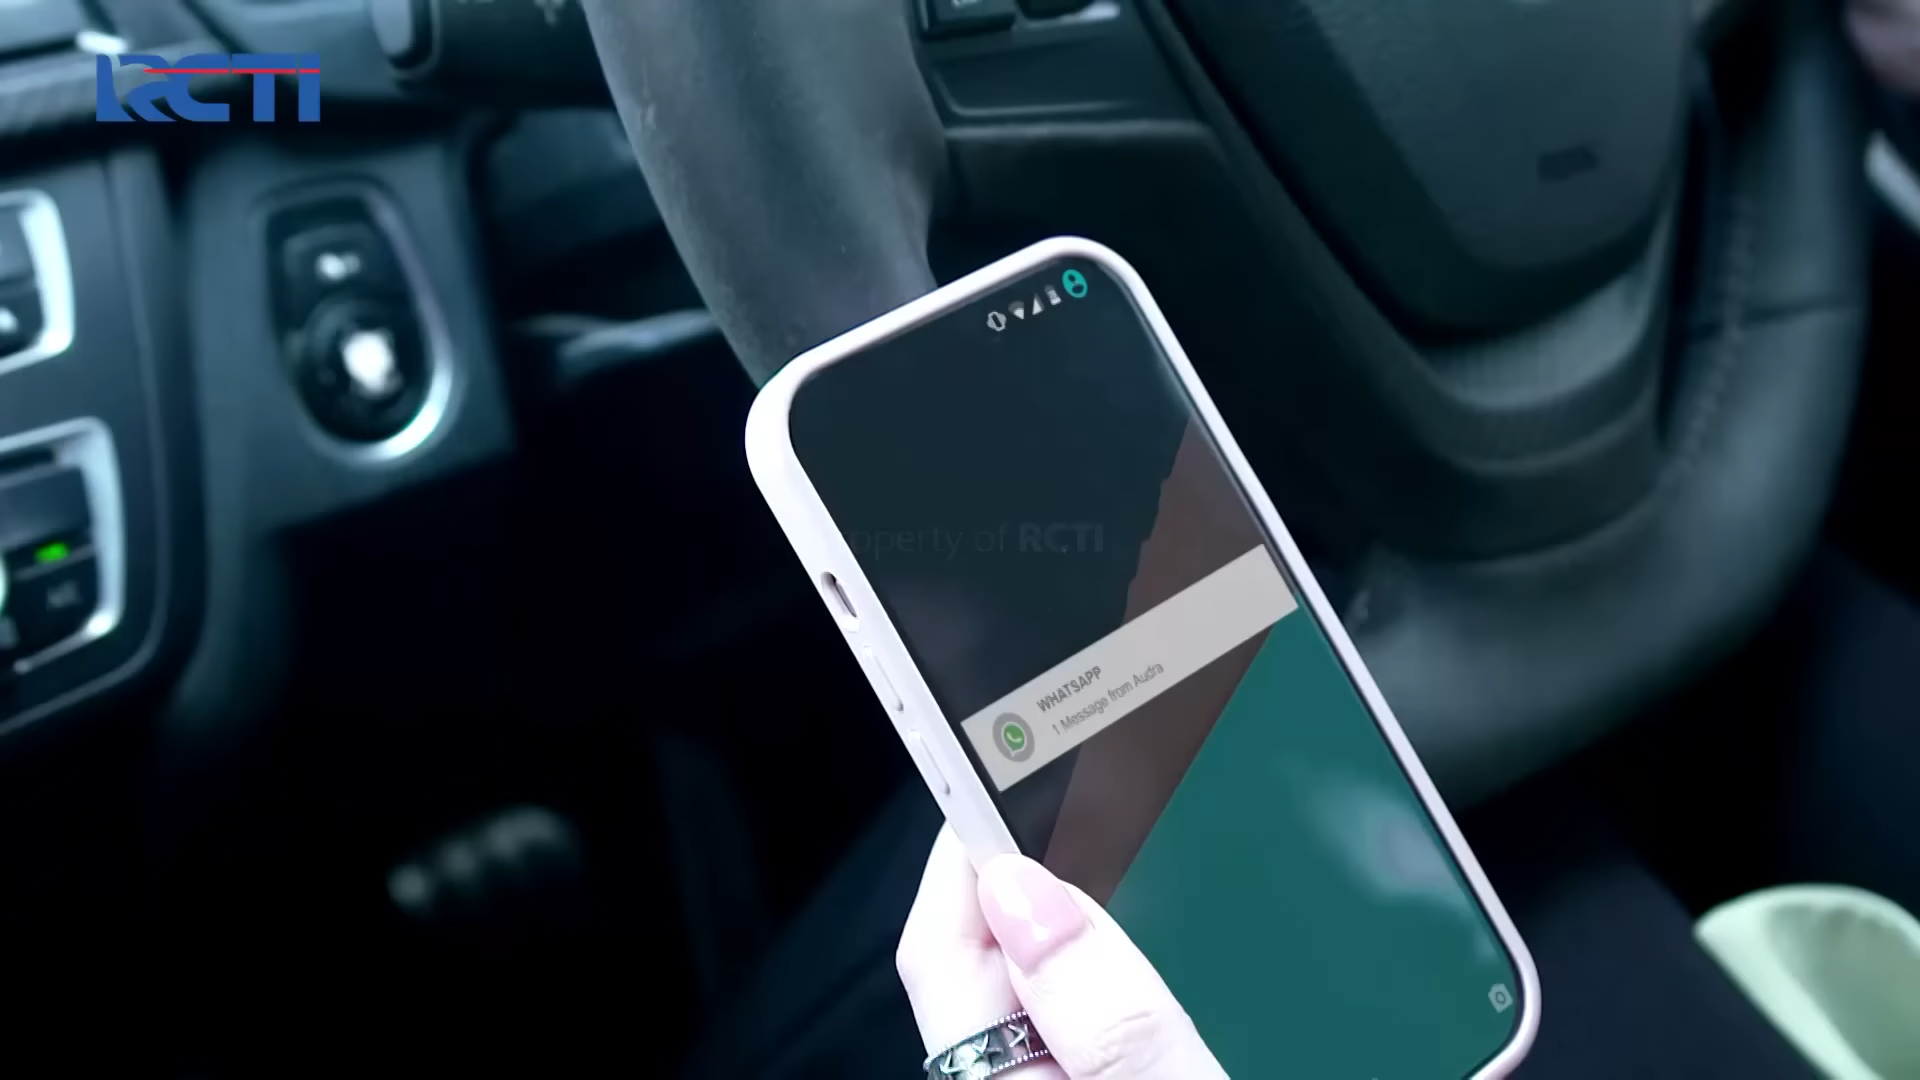 RCTI
operty of RCTI
WHATSAPP
1 Message from Audra